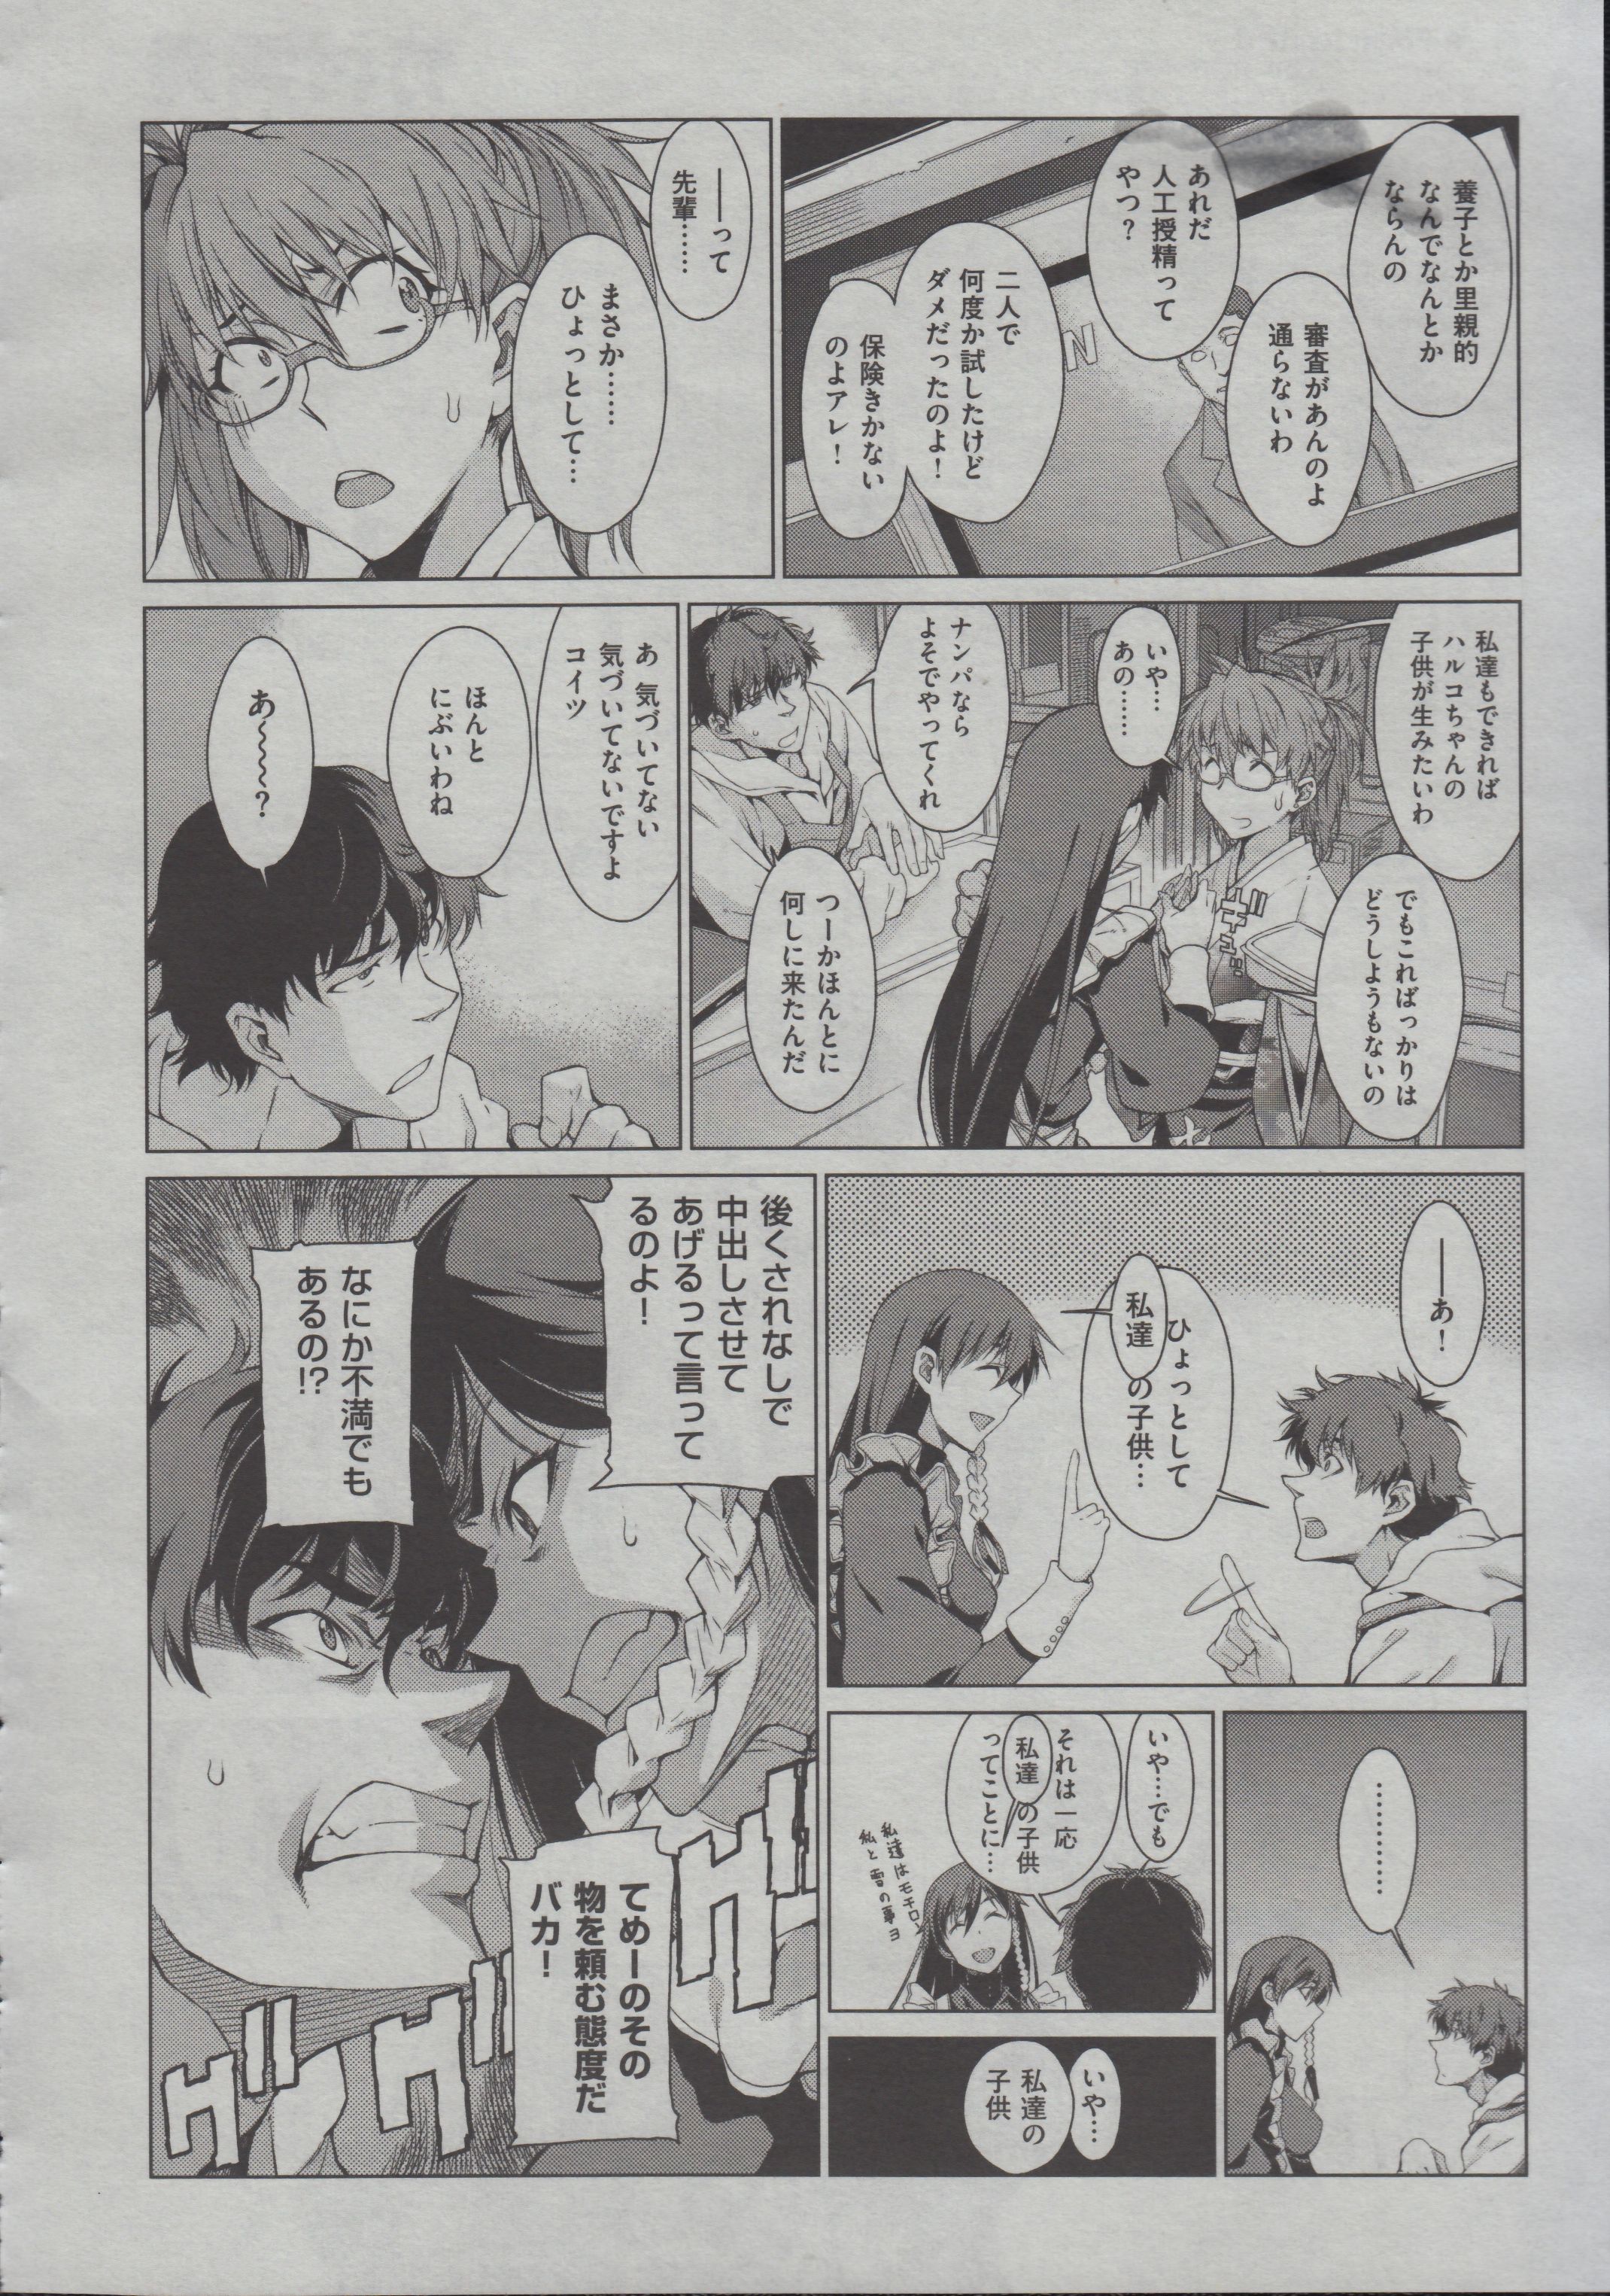 養子とか里親的
なんでなんとか
ならんの
審査があんのよ
通らないわ
あれだ
人工授精って
やつ？
二人で
何度か試したけど
ダメだったのよ！
保険きかない
のよアレ！
――って
先輩……
まさか……
ひょっとして…
私達もできれば
ハルコちゃんの
子供が生みたいわ
でもこればっかりは
どうしようもないの
ギュッ
いや…
あの……
ナンパなら
よそでやってくれ
つーかほんとに
何しに来たんだ
あ 気づいてない
気づいてないですよ
コイツ
ほんと
にぶいわね
あ～～～～？
――あ！
ひょっとして
私達の子供…
…………
いや…でも
それは一応
私達の子供
ってことに…
私達はモチロン
私と雪の事ヨ
いや…
私達の
子供
後くされなしで
中出しさせて
あげるって言って
るのよ！
なにか不満でも
あるの!?
てめーのその
物を頼む態度だ
バカ！
ゲ
ゲ
ゲ